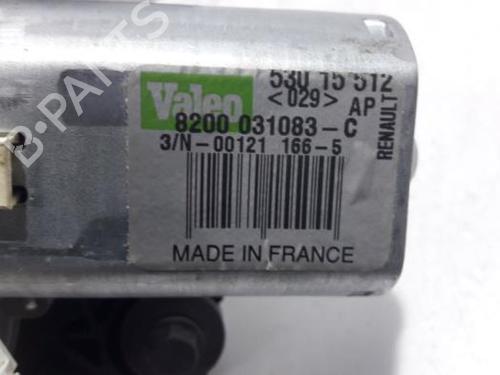 B-PARTS
Valeo
530 15 512
<029> AP
RENAULT
8200 031083-C
3/N-00121 166-5
MADE IN FRANCE